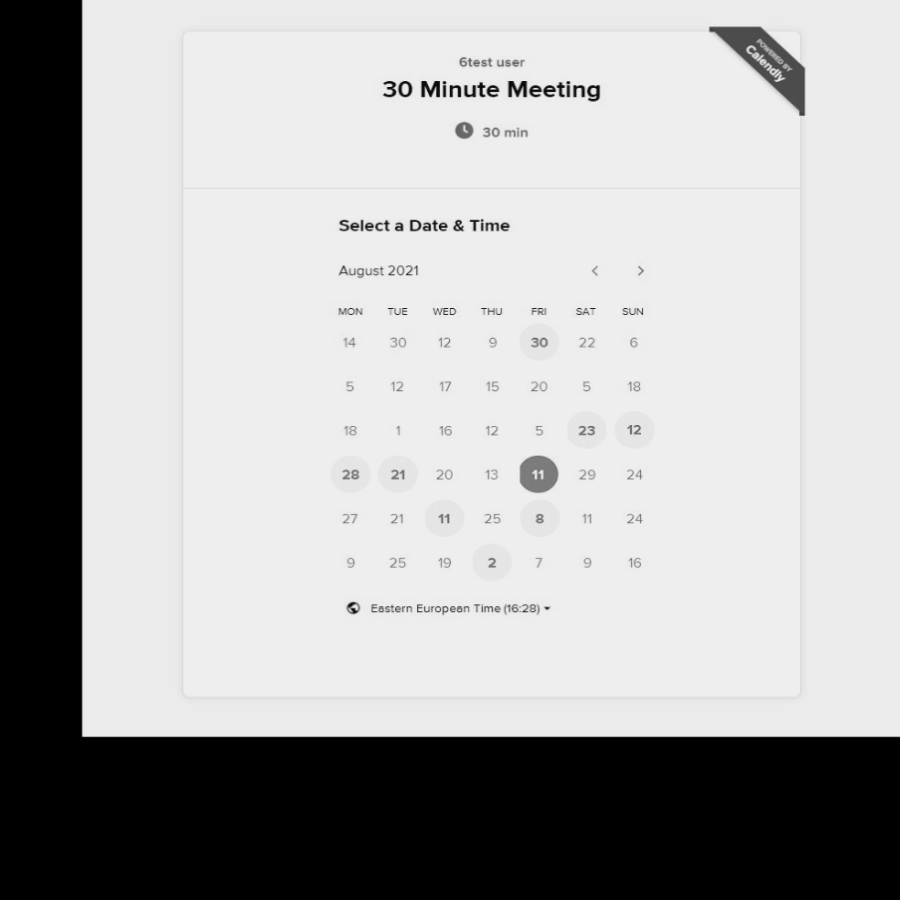 POWERED BY
Calendly
6test user
30 Minute Meeting
30 min
Select a Date & Time
August 2021
MON TUE WED THU FRI SAT SUN
14 30 12 9 30 22 6
5 12 17 15 20 5 18
18 1 16 12 5 23 12
28 21 20 13 11 29 24
27 21 11 25 8 11 24
9 25 19 2 7 9 16
Eastern European Time (16:28)